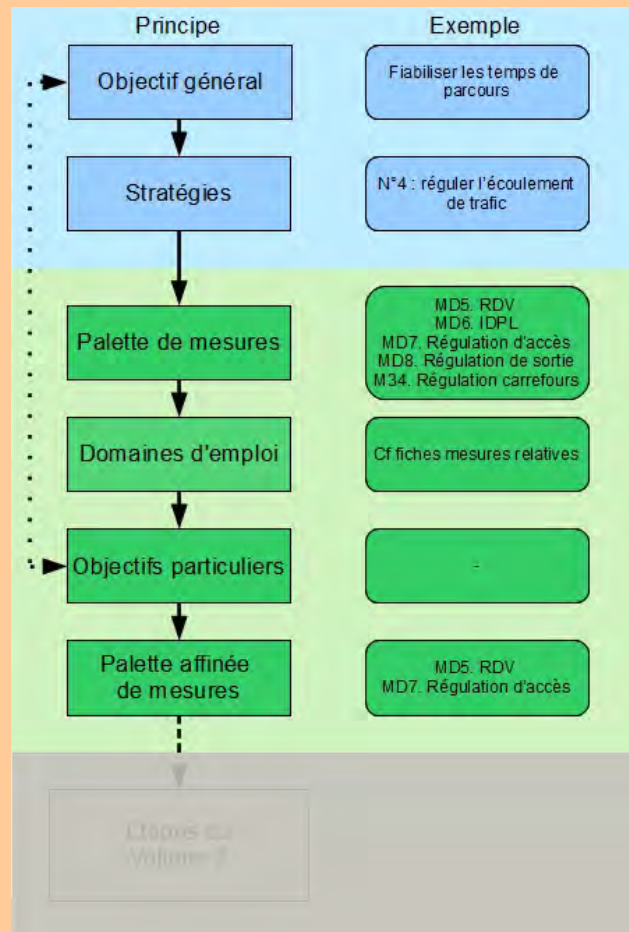 Principe
Exemple
Objectif général
Fiabiliser les temps de
parcours
Stratégies
N°4 : réguler l'écoulement
de trafic
Palette de mesures
MD5. RDV
MD6. IDPL
MD7. Régulation d'accès
MD8. Régulation de sortie
M34. Régulation carrefours
Domaines d'emploi
Cf fiches mesures relatives
Objectifs particuliers
-
Palette affinée
de mesures
MD5. RDV
MD7. Régulation d'accès
Volume